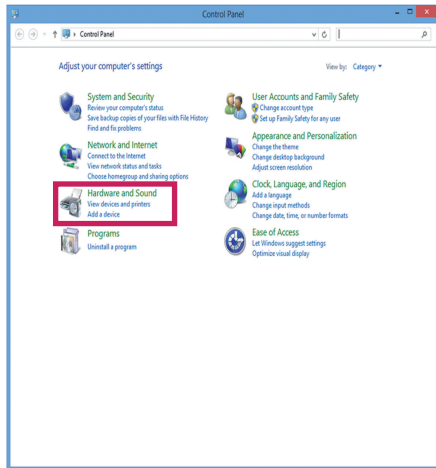 Control Panel
Control Panel
Adjust your computer's settings
View by: Category
System and Security
Review your computer's status
Save backup copies of your files with File History
Find and fix problems
Network and Internet
Connect to the Internet
View network status and tasks
Choose homegroup and sharing options
Hardware and Sound
View devices and printers
Add a device
Programs
Uninstall a program
User Accounts and Family Safety
Change account type
Set up Family Safety for any user
Appearance and Personalization
Change the theme
Change desktop background
Adjust screen resolution
Clock, Language, and Region
Add a language
Change input methods
Change date, time, or number formats
Ease of Access
Let Windows suggest settings
Optimize visual display